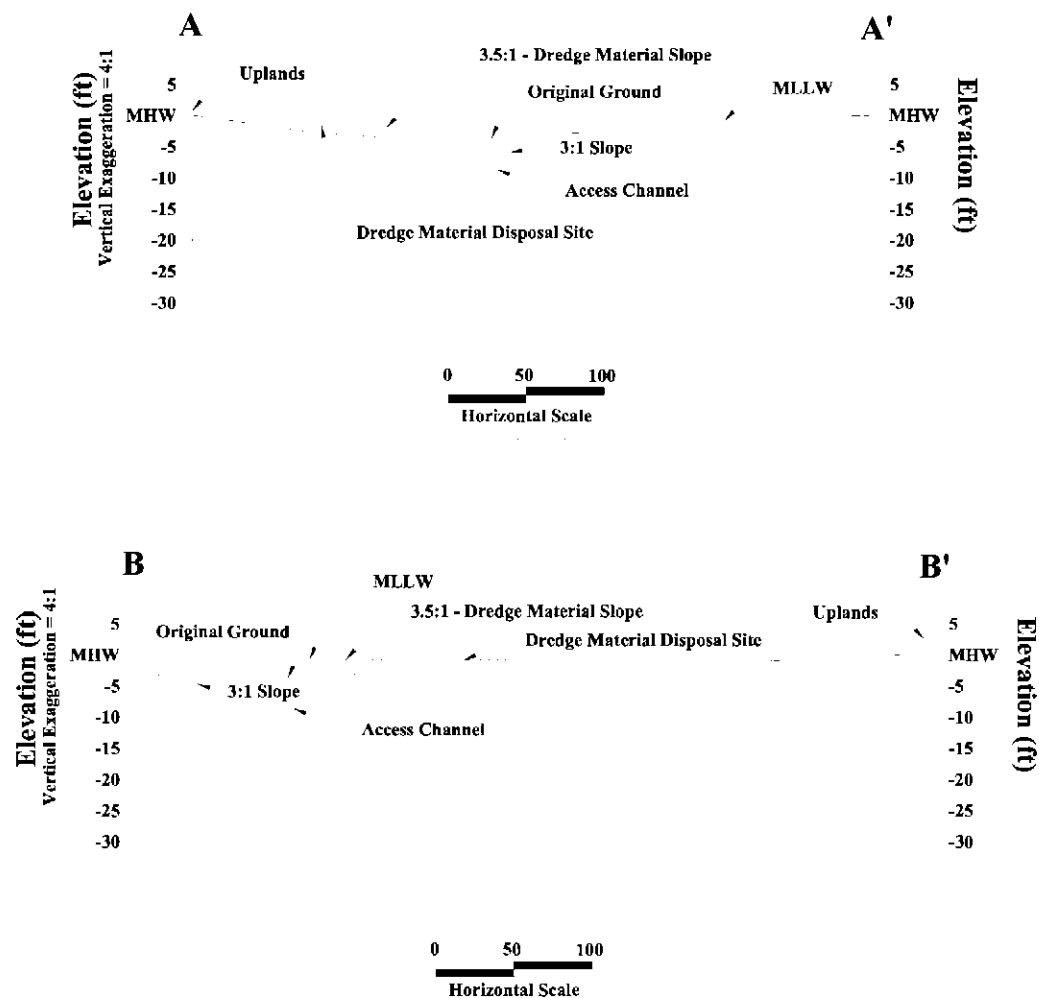 A
A'
3.5:1 - Dredge Material Slope
Uplands
Original Ground
MLLW
Elevation (ft)
Vertical Exaggeration = 4:1
5
MHW
-5
-10
-15
-20
-25
-30
3:1 Slope
Access Channel
Dredge Material Disposal Site
5
MHW
-5
-10
-15
-20
-25
-30
Elevation (ft)
0 50 100
Horizontal Scale
B
B'
MLLW
3.5:1 - Dredge Material Slope
Uplands
Original Ground
Dredge Material Disposal Site
Elevation (ft)
Vertical Exaggeration = 4:1
5
MHW
-5
-10
-15
-20
-25
-30
3:1 Slope
Access Channel
5
MHW
-5
-10
-15
-20
-25
-30
Elevation (ft)
0 50 100
Horizontal Scale